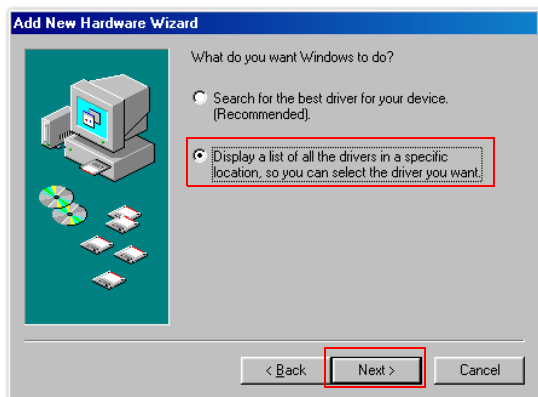 Add New Hardware Wizard
What do you want Windows to do?
Search for the best driver for your device.
(Recommended).
Display a list of all the drivers in a specific
location, so you can select the driver you want.
< Back
Next >
Cancel